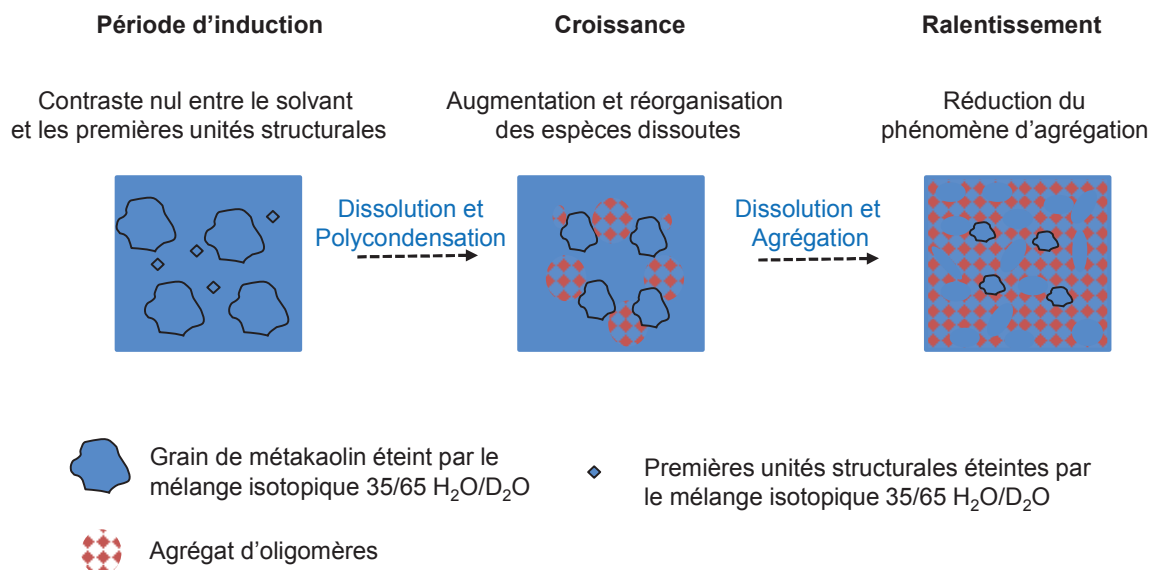 Période d'induction
Croissance
Ralentissement
Contraste nul entre le solvant
et les premières unités structurales
Augmentation et réorganisation
des espèces dissoutes
Réduction du
phénomène d'agrégation
Dissolution et
Polycondensation
Dissolution et
Agrégation
Grain de métakaolin éteint par le
mélange isotopique 35/65 H₂O/D₂O
Premières unités structurales éteintes par
le mélange isotopique 35/65 H₂O/D₂O
Agrégat d'oligomères